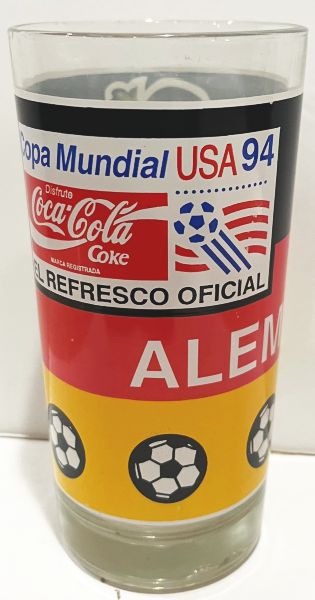 Copa Mundial USA 94
Disfrute
Coca-Cola
Coke
MARCA REGISTRADA
EL REFRESCO OFICIAL
ALEM